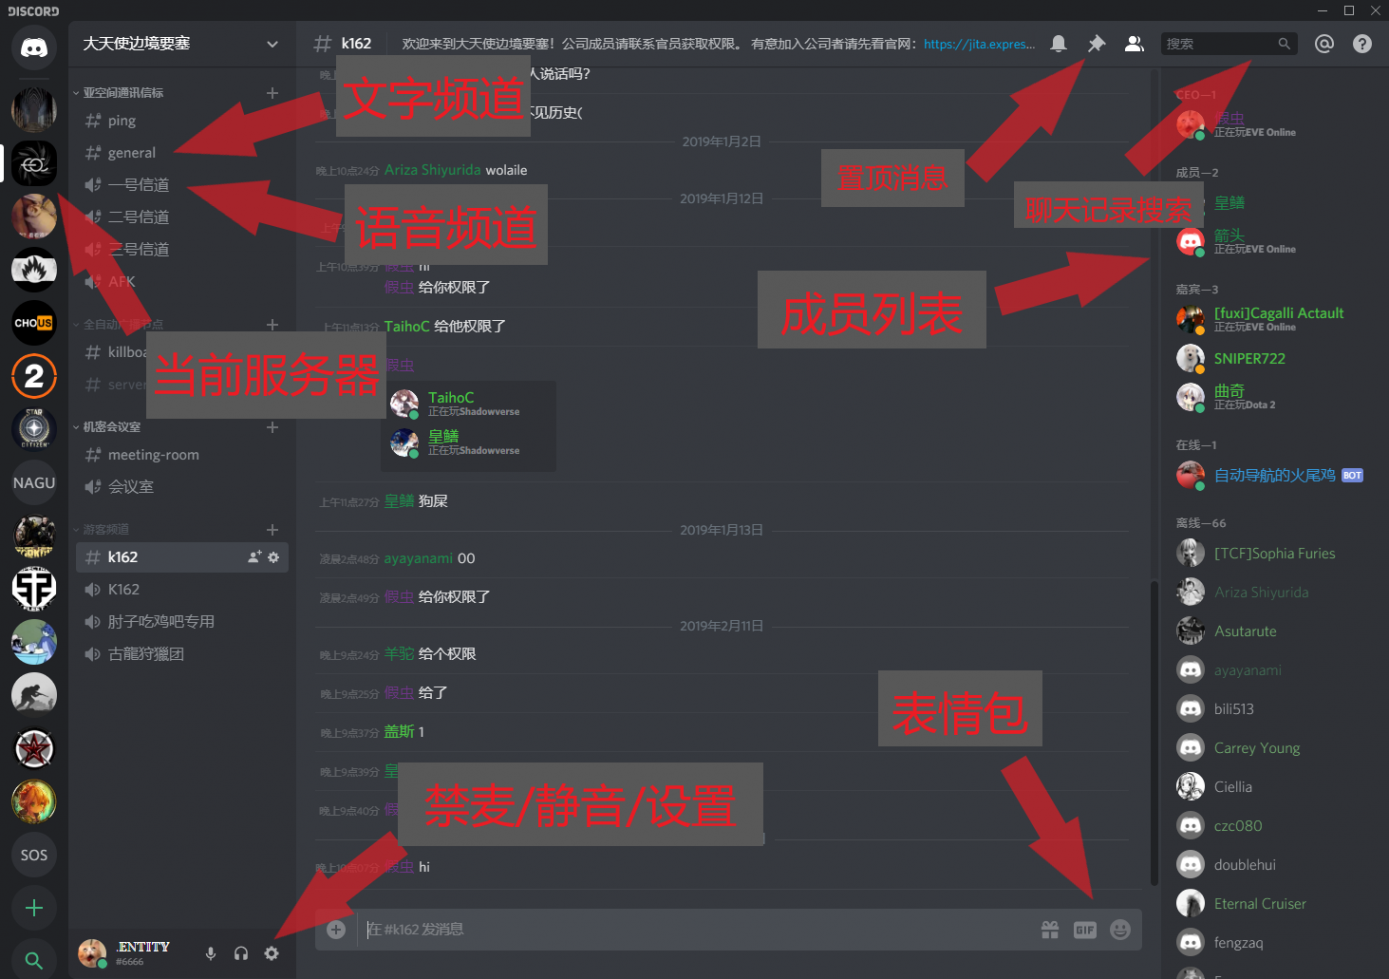 DISCORD
大天使边境要塞
k162
欢迎来到大天使边境要塞！公司成员请联系官员获取权限。 有意加入公司者请先看官网： https://jita.expres...
搜索
亚空间通讯信标
ping
general
一号信道
二号信道
三号信道
AFK
killboa
server
机密会议室
meeting-room
会议室
游客频道
k162
K162
肘子吃鸡吧专用
古龍狩獵团
CHOUS
2
STAR
CITIZEN
NAGU
SOS
.ENTITY
#6666
文字频道
语音频道
当前服务器
置顶消息
聊天记录搜索
成员列表
表情包
禁麦/静音/设置
人说话吗?
不见历史(
2019年1月2日
晚上10点24分 Ariza Shiyurida wolaile
2019年1月12日
上午10点39分 假虫 hi
假虫 给你权限了
上午11点13分 TaihoC 给他权限了
假虫
TaihoC
正在玩Shadowverse
皇鳝
正在玩Shadowverse
上午11点27分 皇鳝 狗屎
2019年1月13日
凌晨2点48分 ayayanami 00
凌晨2点49分 假虫 给你权限了
2019年2月11日
晚上9点24分 羊驼 给个权限
晚上9点25分 假虫 给了
晚上9点37分 盖斯 1
晚上9点39分 皇
晚上9点40分 假
晚上10点07分 假虫 hi
在 #k162 发消息
GIF
CEO—1
假虫
正在玩EVE Online
成员—2
皇鳝
箭头
正在玩EVE Online
嘉宾—3
[fuxi]Cagalli Actault
正在玩EVE Online
SNIPER722
曲奇
正在玩Dota 2
在线—1
自动导航的火尾鸡 BOT
离线—66
[TCF]Sophia Furies
Ariza Shiyurida
Asutarute
ayayanami
bili513
Carrey Young
Ciellia
czc080
doublehui
Eternal Cruiser
fengzaq